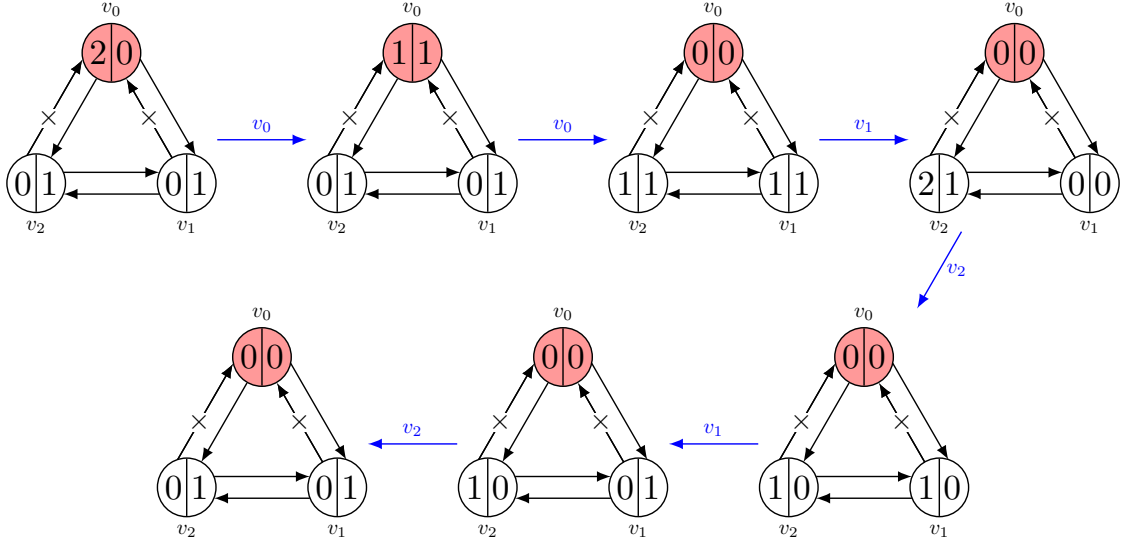 v₀ v₀ v₀ v₀
2 0 1 1 0 0 0 0
× × × × × × × ×
v₀ v₀ v₁
0 1 0 1 0 1 0 1 1 1 1 1 2 1 0 0
v₂ v₁ v₂ v₁ v₂ v₁ v₂ v₁
v₂
v₀ v₀ v₀
0 0 0 0 0 0
× × × × × ×
v₂ v₁
0 1 0 1 1 0 0 1 1 0 1 0
v₂ v₁ v₂ v₁ v₂ v₁